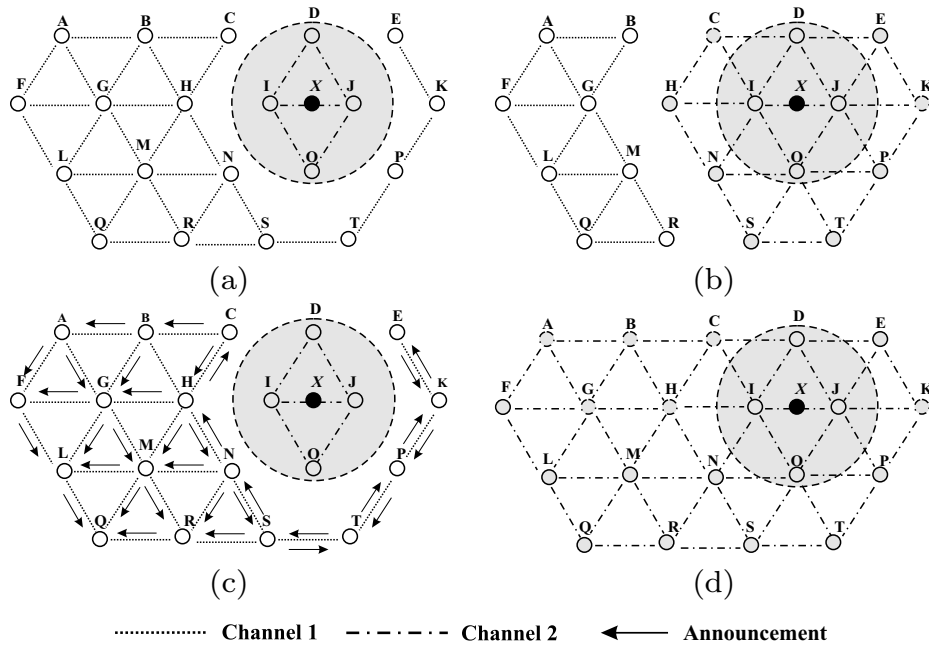 A B C D E
F G H I X J K
L M N O P
Q R S T
(a)
A B C D E
F G H I X J K
L M N O P
Q R S T
(b)
A B C D E
F G H I X J K
L M N O P
Q R S T
(c)
A B C D E
F G H I X J K
L M N O P
Q R S T
(d)
Channel 1 Channel 2 Announcement